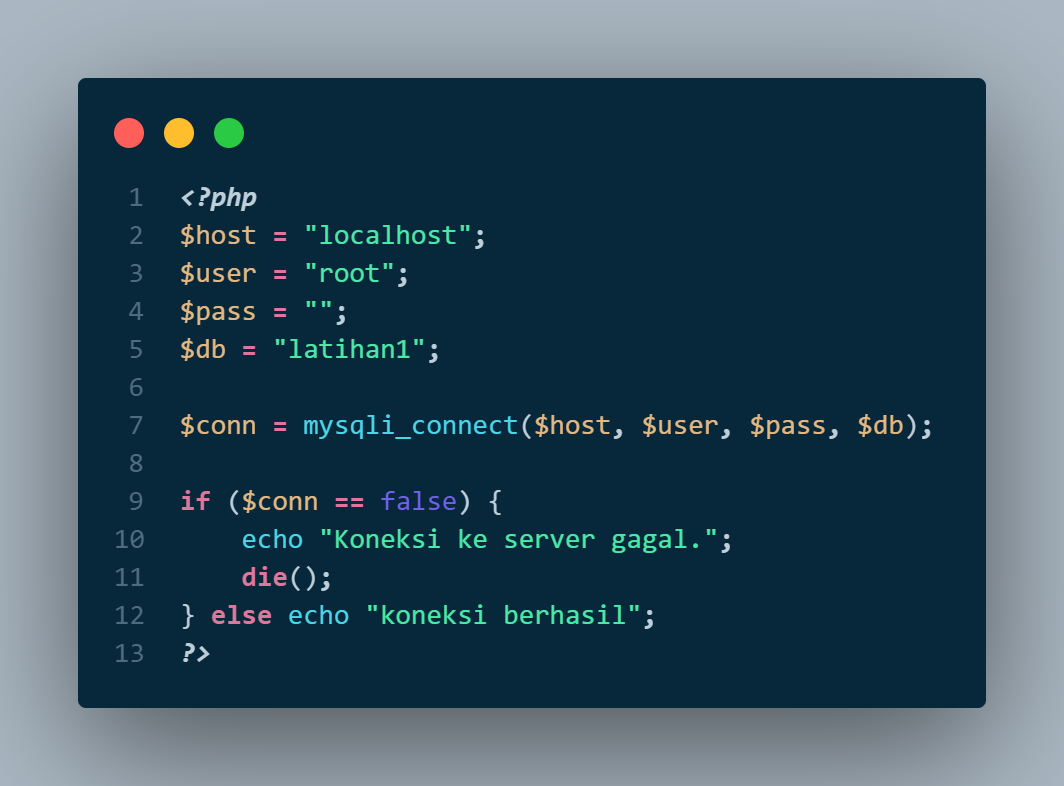 1 <?php
2 $host = "localhost";
3 $user = "root";
4 $pass = "";
5 $db = "latihan1";
6
7 $conn = mysqli_connect($host, $user, $pass, $db);
8
9 if ($conn == false) {
10     echo "Koneksi ke server gagal.";
11     die();
12 } else echo "koneksi berhasil";
13 ?>